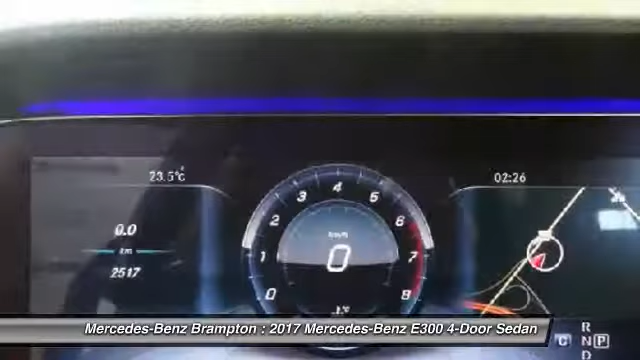 23.5°C
02:26
0.0
km
2517
0
1
2
3
4
5
6
7
8
km/h
0
Mercedes-Benz Brampton : 2017 Mercedes-Benz E300 4-Door Sedan
C
R
N
D
P